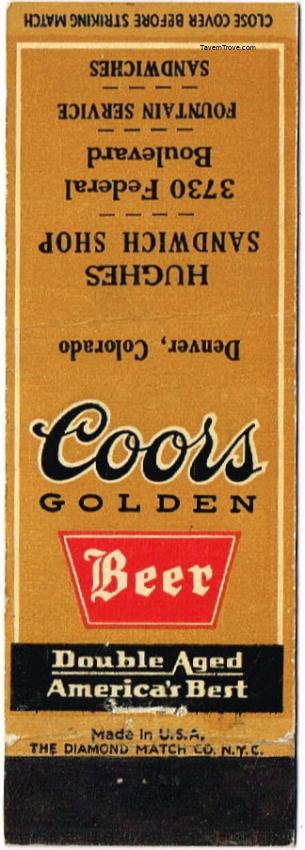 CLOSE COVER BEFORE STRIKING MATCH
TavernTrove.com
HUGHES
SANDWICH SHOP
3730 Federal
Boulevard
FOUNTAIN SERVICE
SANDWICHES
Denver, Colorado
Coors
GOLDEN
Beer
Double Aged
America's Best
Made in U.S.A.
THE DIAMOND MATCH CO. N.Y.C.